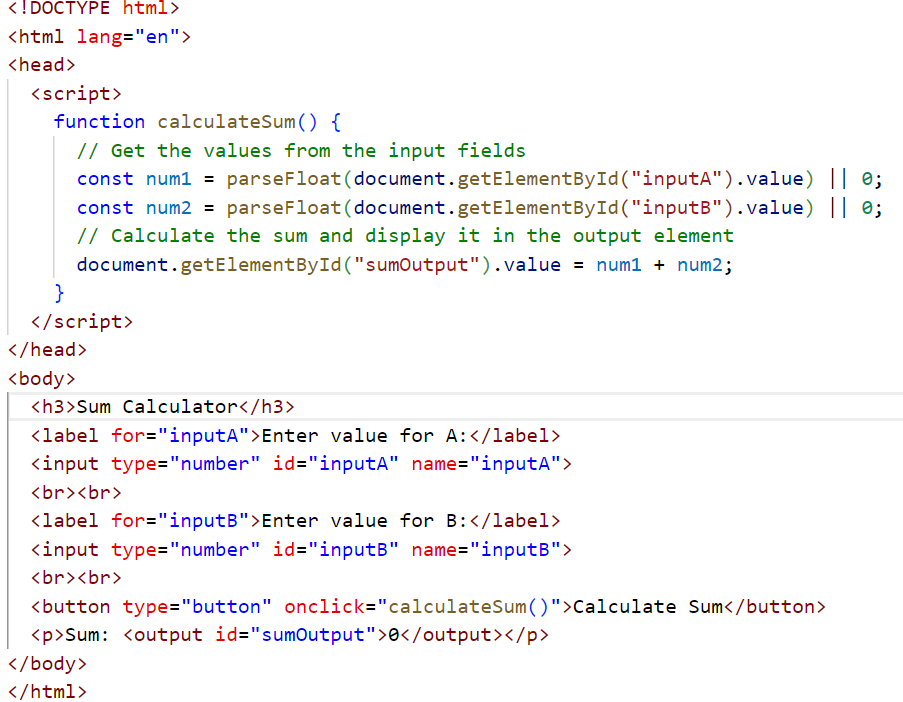 <!DOCTYPE html>
<html lang="en">
<head>
  <script>
    function calculateSum() {
      // Get the values from the input fields
      const num1 = parseFloat(document.getElementById("inputA").value) || 0;
      const num2 = parseFloat(document.getElementById("inputB").value) || 0;
      // Calculate the sum and display it in the output element
      document.getElementById("sumOutput").value = num1 + num2;
    }
  </script>
</head>
<body>
  <h3>Sum Calculator</h3>
  <label for="inputA">Enter value for A:</label>
  <input type="number" id="inputA" name="inputA">
  <br><br>
  <label for="inputB">Enter value for B:</label>
  <input type="number" id="inputB" name="inputB">
  <br><br>
  <button type="button" onclick="calculateSum()">Calculate Sum</button>
  <p>Sum: <output id="sumOutput">0</output></p>
</body>
</html>